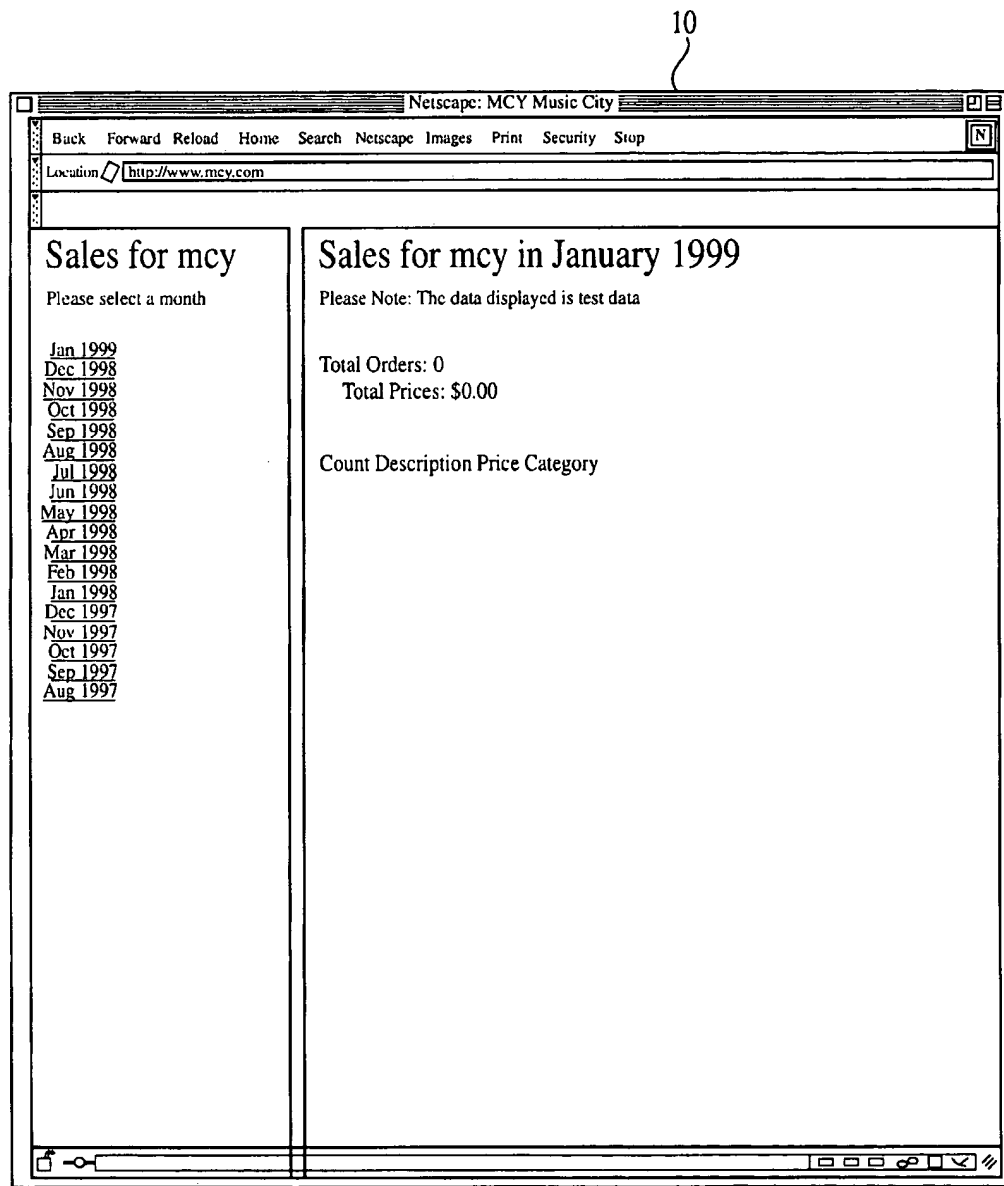 10
Netscape: MCY Music City
Back Forward Reload Home Search Netscape Images Print Security Stop
N
Location http://www.mcy.com
Sales for mcy
Please select a month
Jan 1999
Dec 1998
Nov 1998
Oct 1998
Sep 1998
Aug 1998
Jul 1998
Jun 1998
May 1998
Apr 1998
Mar 1998
Feb 1998
Jan 1998
Dec 1997
Nov 1997
Oct 1997
Sep 1997
Aug 1997
Sales for mcy in January 1999
Please Note: The data displayed is test data
Total Orders: 0
Total Prices: $0.00
Count Description Price Category